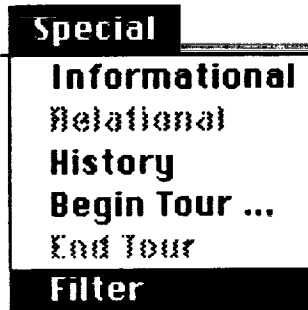 Special
Informational
Relational
History
Begin Tour ...
End Tour
Filter